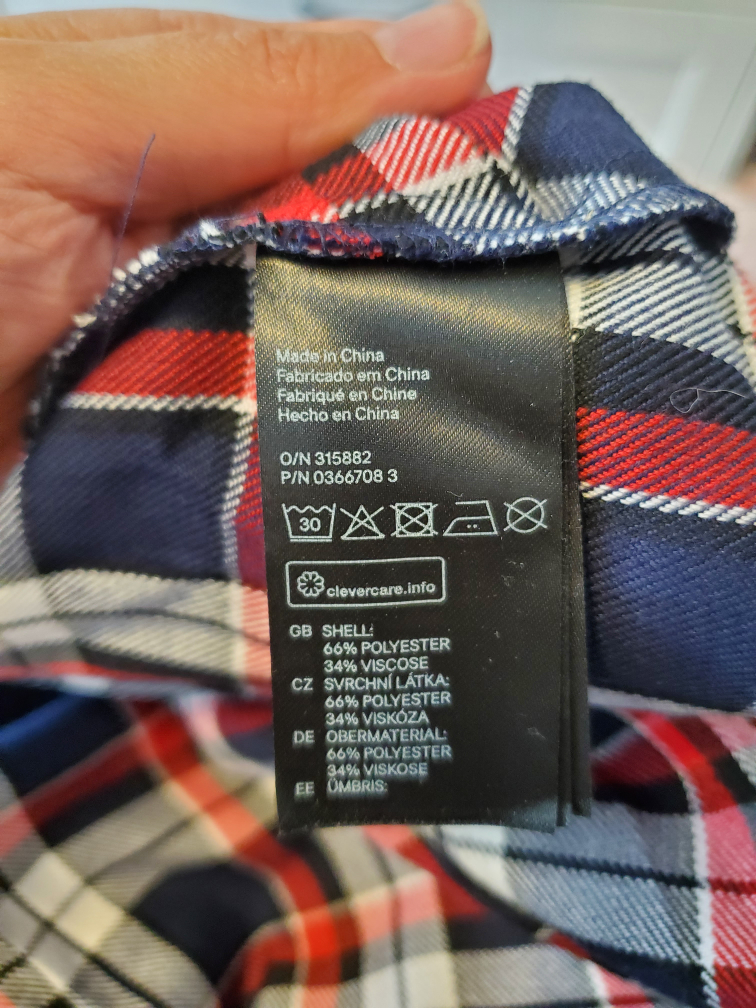 Made in China
Fabricado em China
Fabriqué en Chine
Hecho en China
O/N 315882
P/N 0366708 3
30
clevercare.info
GB SHELL:
66% POLYESTER
34% VISCOSE
CZ SVRCHNÍ LÁTKA:
66% POLYESTER
34% VISKÓZA
DE OBERMATERIAL:
66% POLYESTER
34% VISKOSE
EE ÜMBRIS: